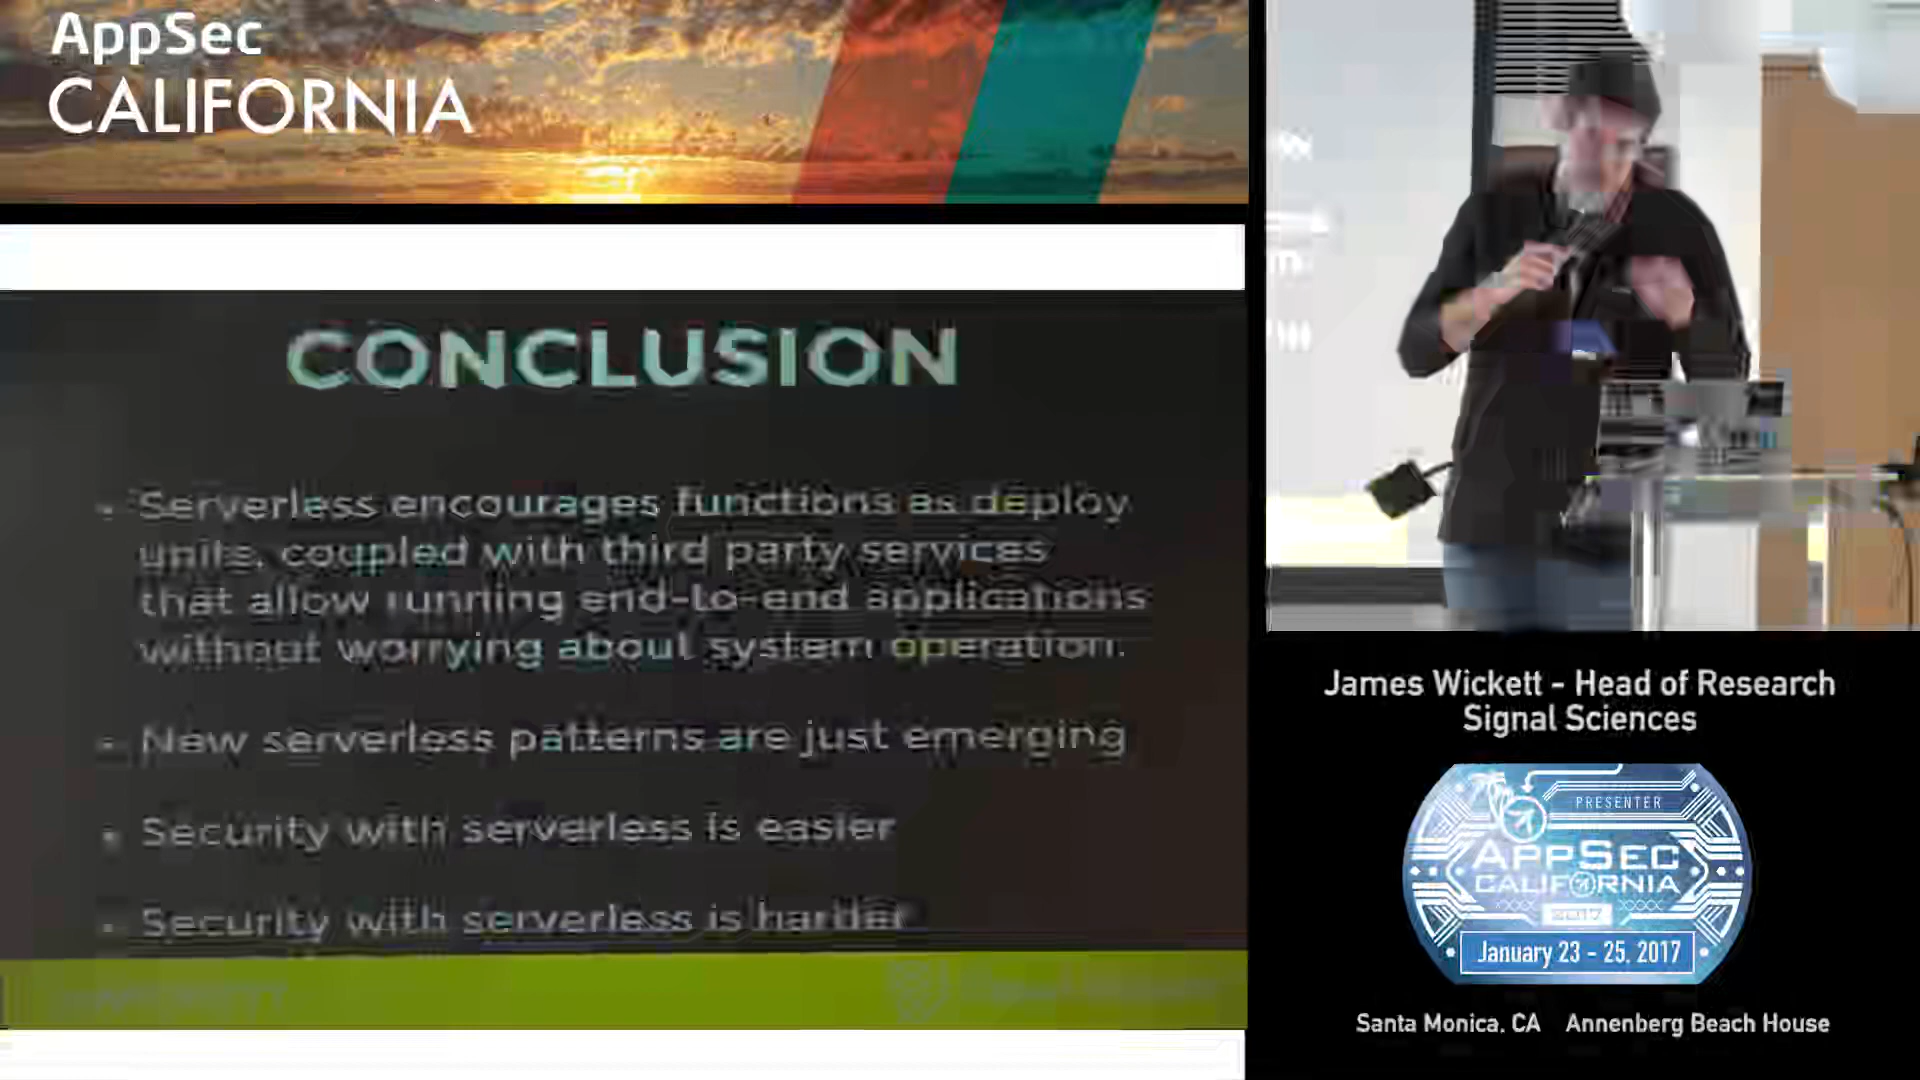 AppSec
CALIFORNIA
CONCLUSION
Serverless encourages functions as deploy
units, coupled with third party services
that allow running end-to-end applications
without worrying about system operation.
New serverless patterns are just emerging
Security with serverless is easier
Security with serverless is harder
James Wickett - Head of Research
Signal Sciences
PRESENTER
APPSEC
CALIFORNIA
2017
January 23 - 25, 2017
Santa Monica, CA Annenberg Beach House